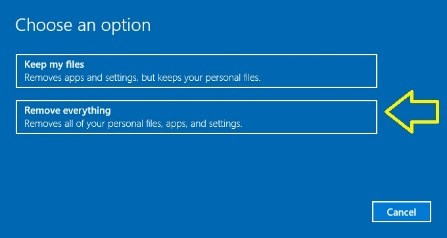 Choose an option
Keep my files
Removes apps and settings, but keeps your personal files.
Remove everything
Removes all of your personal files, apps, and settings.
Cancel